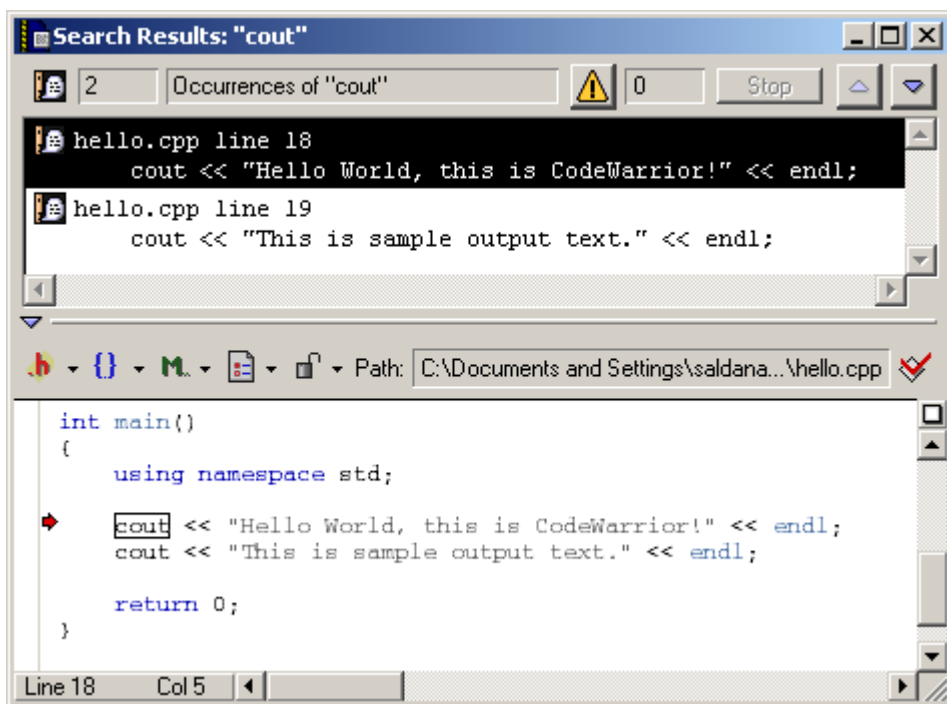 Search Results: "cout"
2 Occurrences of "cout" 0 Stop
hello.cpp line 18
cout << "Hello World, this is CodeWarrior!" << endl;
hello.cpp line 19
cout << "This is sample output text." << endl;
.h {} M.. Path: C:\Documents and Settings\saldana...\hello.cpp
int main()
{
using namespace std;
cout << "Hello World, this is CodeWarrior!" << endl;
cout << "This is sample output text." << endl;
return 0;
}
Line 18 Col 5